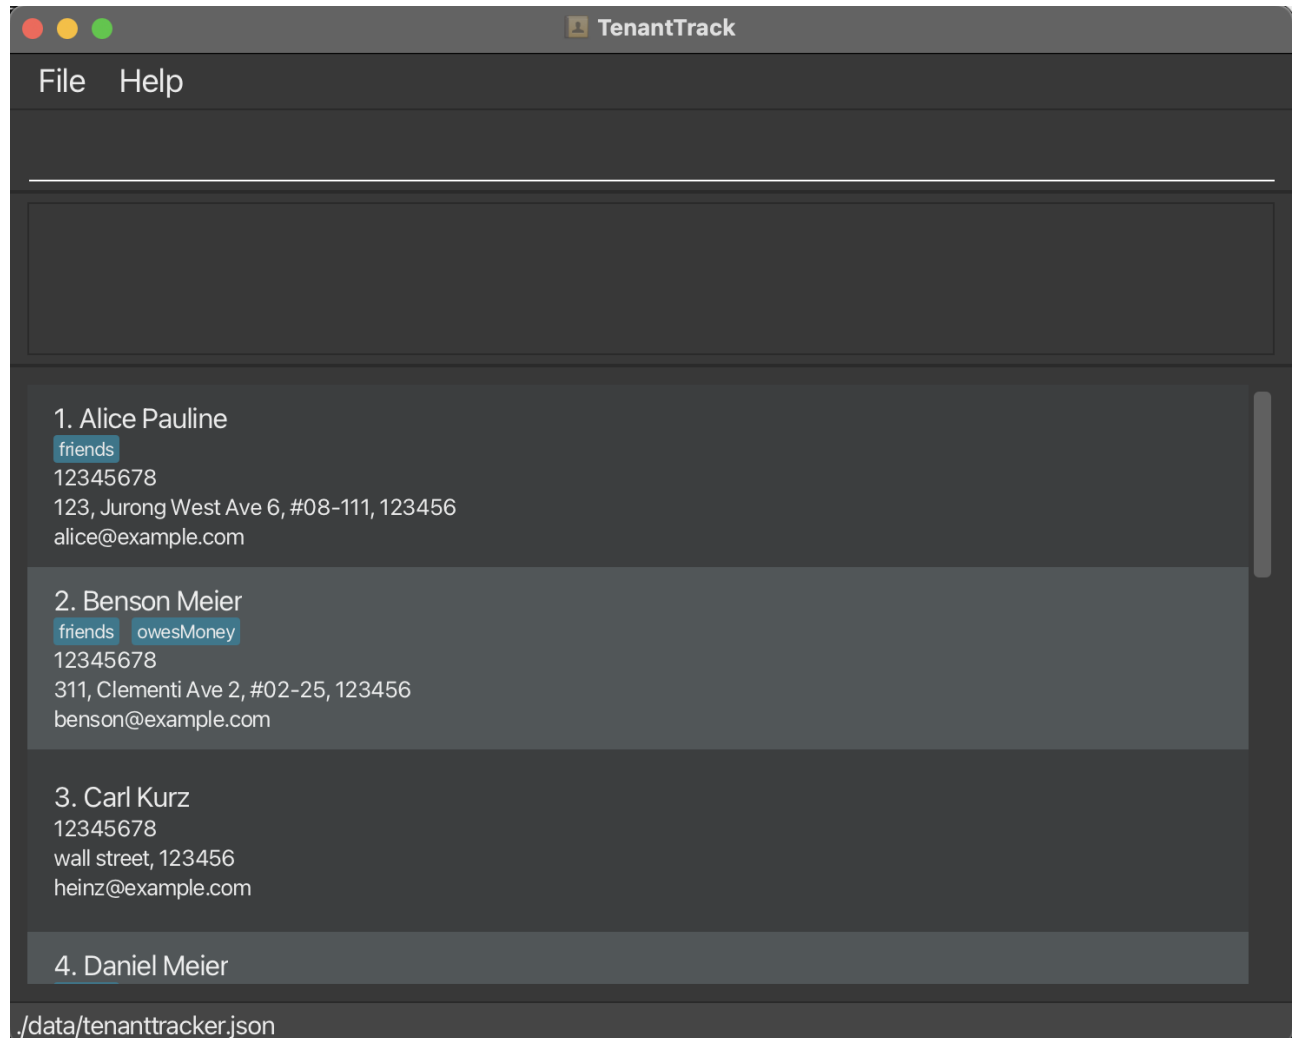 TenantTrack
File Help
1. Alice Pauline
friends
12345678
123, Jurong West Ave 6, #08-111, 123456
alice@example.com
2. Benson Meier
friends owesMoney
12345678
311, Clementi Ave 2, #02-25, 123456
benson@example.com
3. Carl Kurz
12345678
wall street, 123456
heinz@example.com
4. Daniel Meier
./data/tenanttracker.json